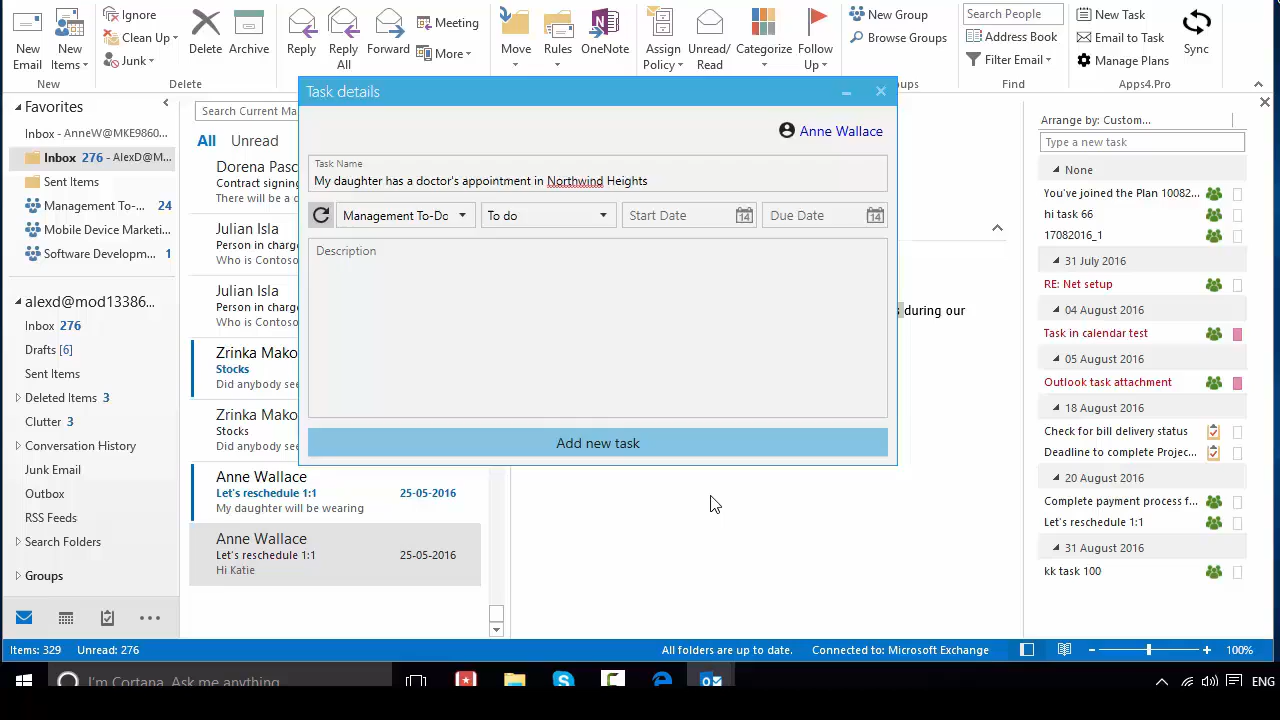 New Email
New Items
Ignore
Clean Up
Junk
Delete
Archive
Reply
Reply All
Forward
Meeting
More
Move
Rules
OneNote
Assign Policy
Unread/ Read
Categorize
Follow Up
New Group
Browse Groups
Search People
Address Book
Filter Email
New Task
Email to Task
Manage Plans
Sync
New
Delete
oups
Find
Apps4.Pro
Favorites
Inbox - AnneW@MKE9860...
Inbox 276 - AlexD@M...
Sent Items
Management To-... 24
Mobile Device Marketi...
Software Developm... 1
alexd@mod13386...
Inbox 276
Drafts [6]
Sent Items
Deleted Items 3
Clutter 3
Conversation History
Junk Email
Outbox
RSS Feeds
Search Folders
Groups
Search Current Ma
All Unread
Dorena Pasc
Contract signing
There will be a c
Julian Isla
Person in charge
Who is Contoso
Julian Isla
Person in charge
Who is Contoso
Zrinka Mako
Stocks
Did anybody see
Zrinka Mako
Stocks
Did anybody see
Anne Wallace
Let's reschedule 1:1 25-05-2016
My daughter will be wearing
Anne Wallace
Let's reschedule 1:1 25-05-2016
Hi Katie
Task details
Anne Wallace
Task Name
My daughter has a doctor's appointment in Northwind Heights
Management To-Do
To do
Start Date 14
Due Date 14
Description
Add new task
during our
Arrange by: Custom...
Type a new task
None
You've joined the Plan 10082...
hi task 66
17082016_1
31 July 2016
RE: Net setup
04 August 2016
Task in calendar test
05 August 2016
Outlook task attachment
18 August 2016
Check for bill delivery status
Deadline to complete Projec...
20 August 2016
Complete payment process f...
Let's reschedule 1:1
31 August 2016
kk task 100
Items: 329 Unread: 276
All folders are up to date. Connected to: Microsoft Exchange
100%
I'm Cortana. Ask me anything.
ENG